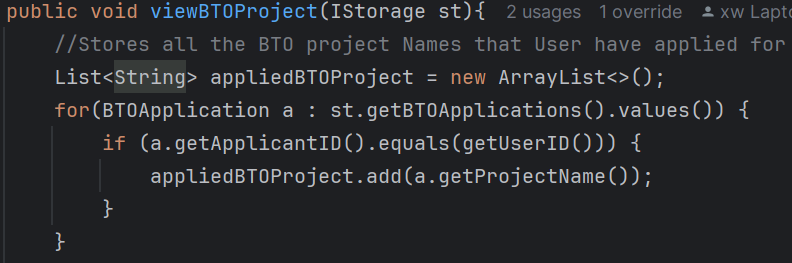 public void viewBTOProject(IStorage st){ 2 usages 1 override xw Lapto
//Stores all the BTO project Names that User have applied for
List<String> appliedBTOProject = new ArrayList<>();
for(BTOApplication a : st.getBTOApplications().values()) {
if (a.getApplicantID().equals(getUserID())) {
appliedBTOProject.add(a.getProjectName());
}
}